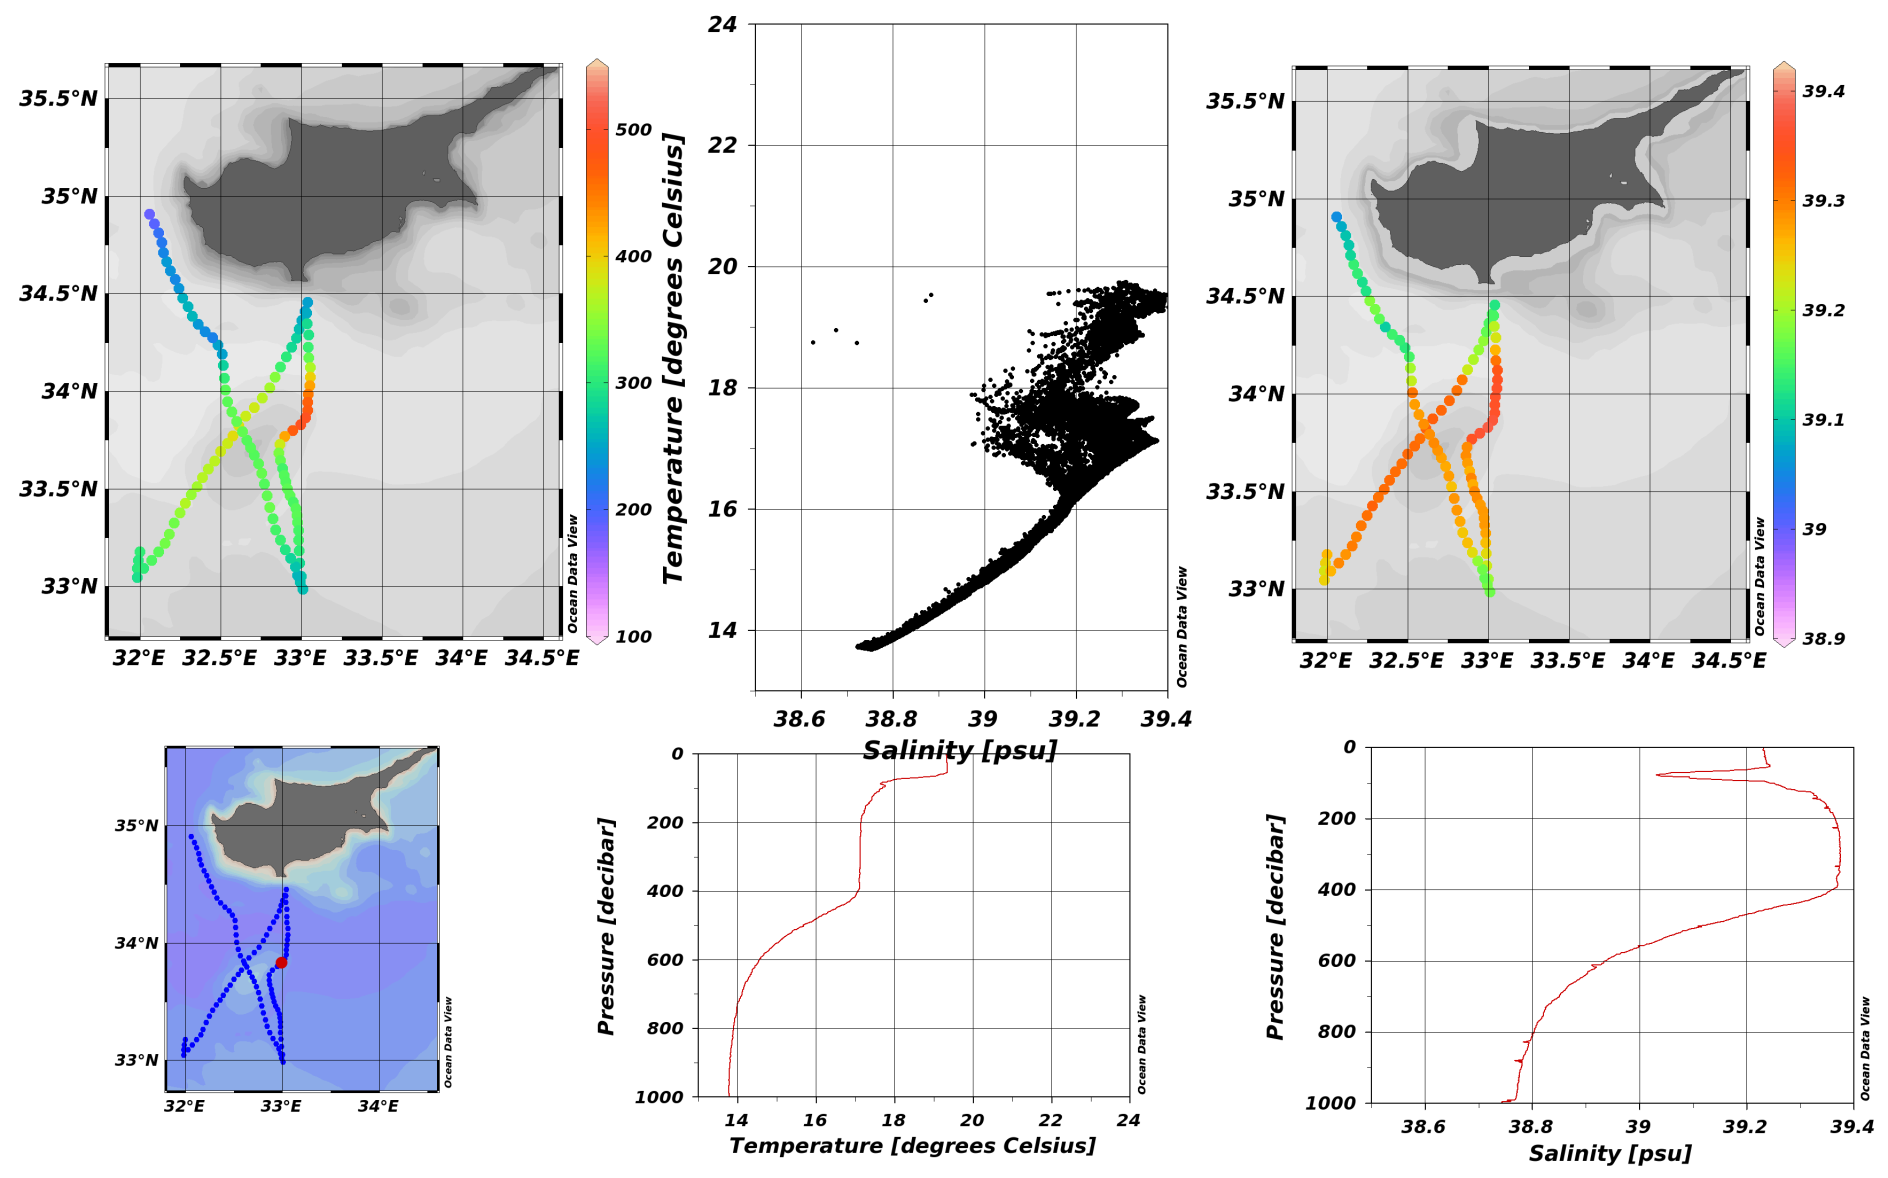 35.5°N
35°N
34.5°N
34°N
33.5°N
33°N
32°E 32.5°E 33°E 33.5°E 34°E 34.5°E
Ocean Data View
500
400
300
200
100
Temperature [degrees Celsius]
24
22
20
18
16
14
38.6 38.8 39 39.2 39.4
Salinity [psu]
Ocean Data View
35.5°N
35°N
34.5°N
34°N
33.5°N
33°N
32°E 32.5°E 33°E 33.5°E 34°E 34.5°E
Ocean Data View
39.4
39.3
39.2
39.1
39
38.9
35°N
34°N
33°N
32°E 33°E 34°E
Ocean Data View
Pressure [decibar]
0
200
400
600
800
1000
14 16 18 20 22 24
Temperature [degrees Celsius]
Ocean Data View
Pressure [decibar]
0
200
400
600
800
1000
38.6 38.8 39 39.2 39.4
Salinity [psu]
Ocean Data View